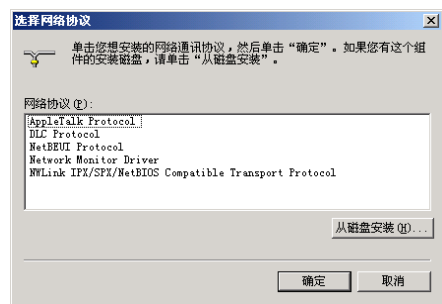 选择网络协议
单击您想安装的网络通讯协议，然后单击“确定”。如果您有这个组
件的安装磁盘，请单击“从磁盘安装”。
网络协议(P):
AppleTalk Protocol
DLC Protocol
NetBEUI Protocol
Network Monitor Driver
NWLink IPX/SPX/NetBIOS Compatible Transport Protocol
从磁盘安装(H)...
确定
取消